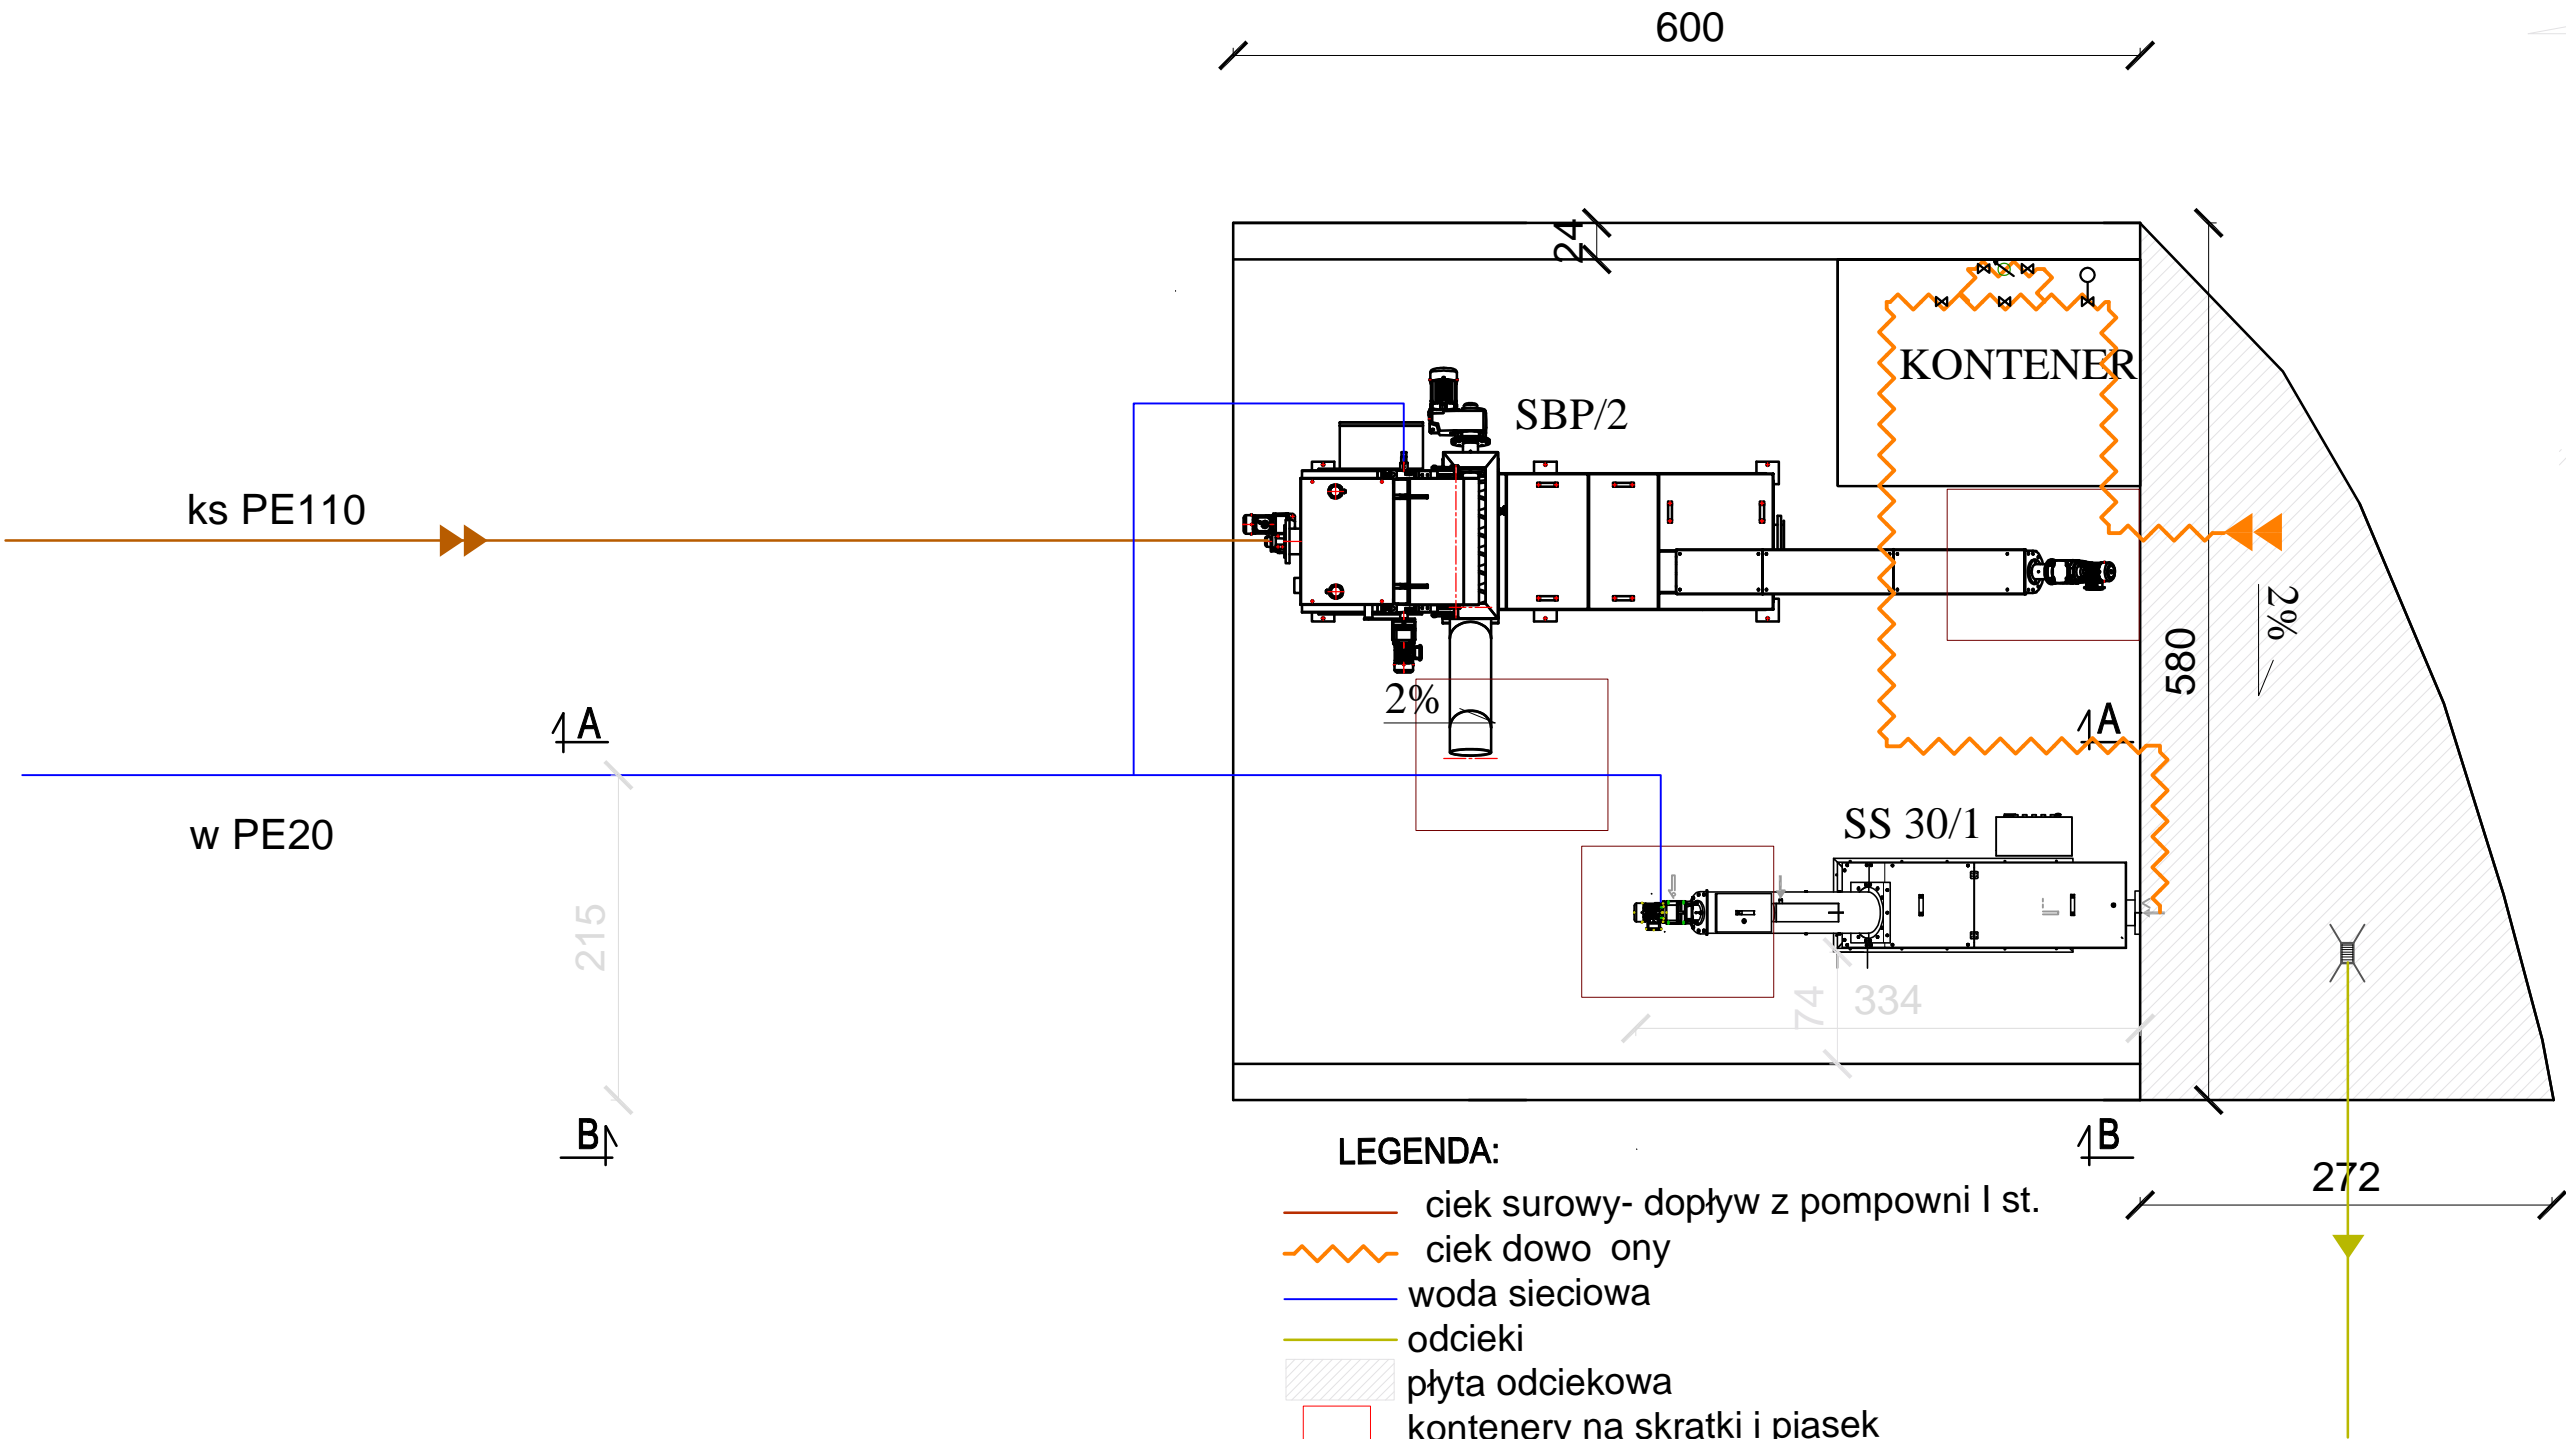 600
24
KONTENER
SBP/2
ks PE110
2%
580
2%
A
A
w PE20
SS 30/1
215
74
334
B
B
LEGENDA:
272
ciek surowy- dopływ z pompowni I st.
ciek dowo ony
woda sieciowa
odcieki
płyta odciekowa
kontenery na skratki i piasek